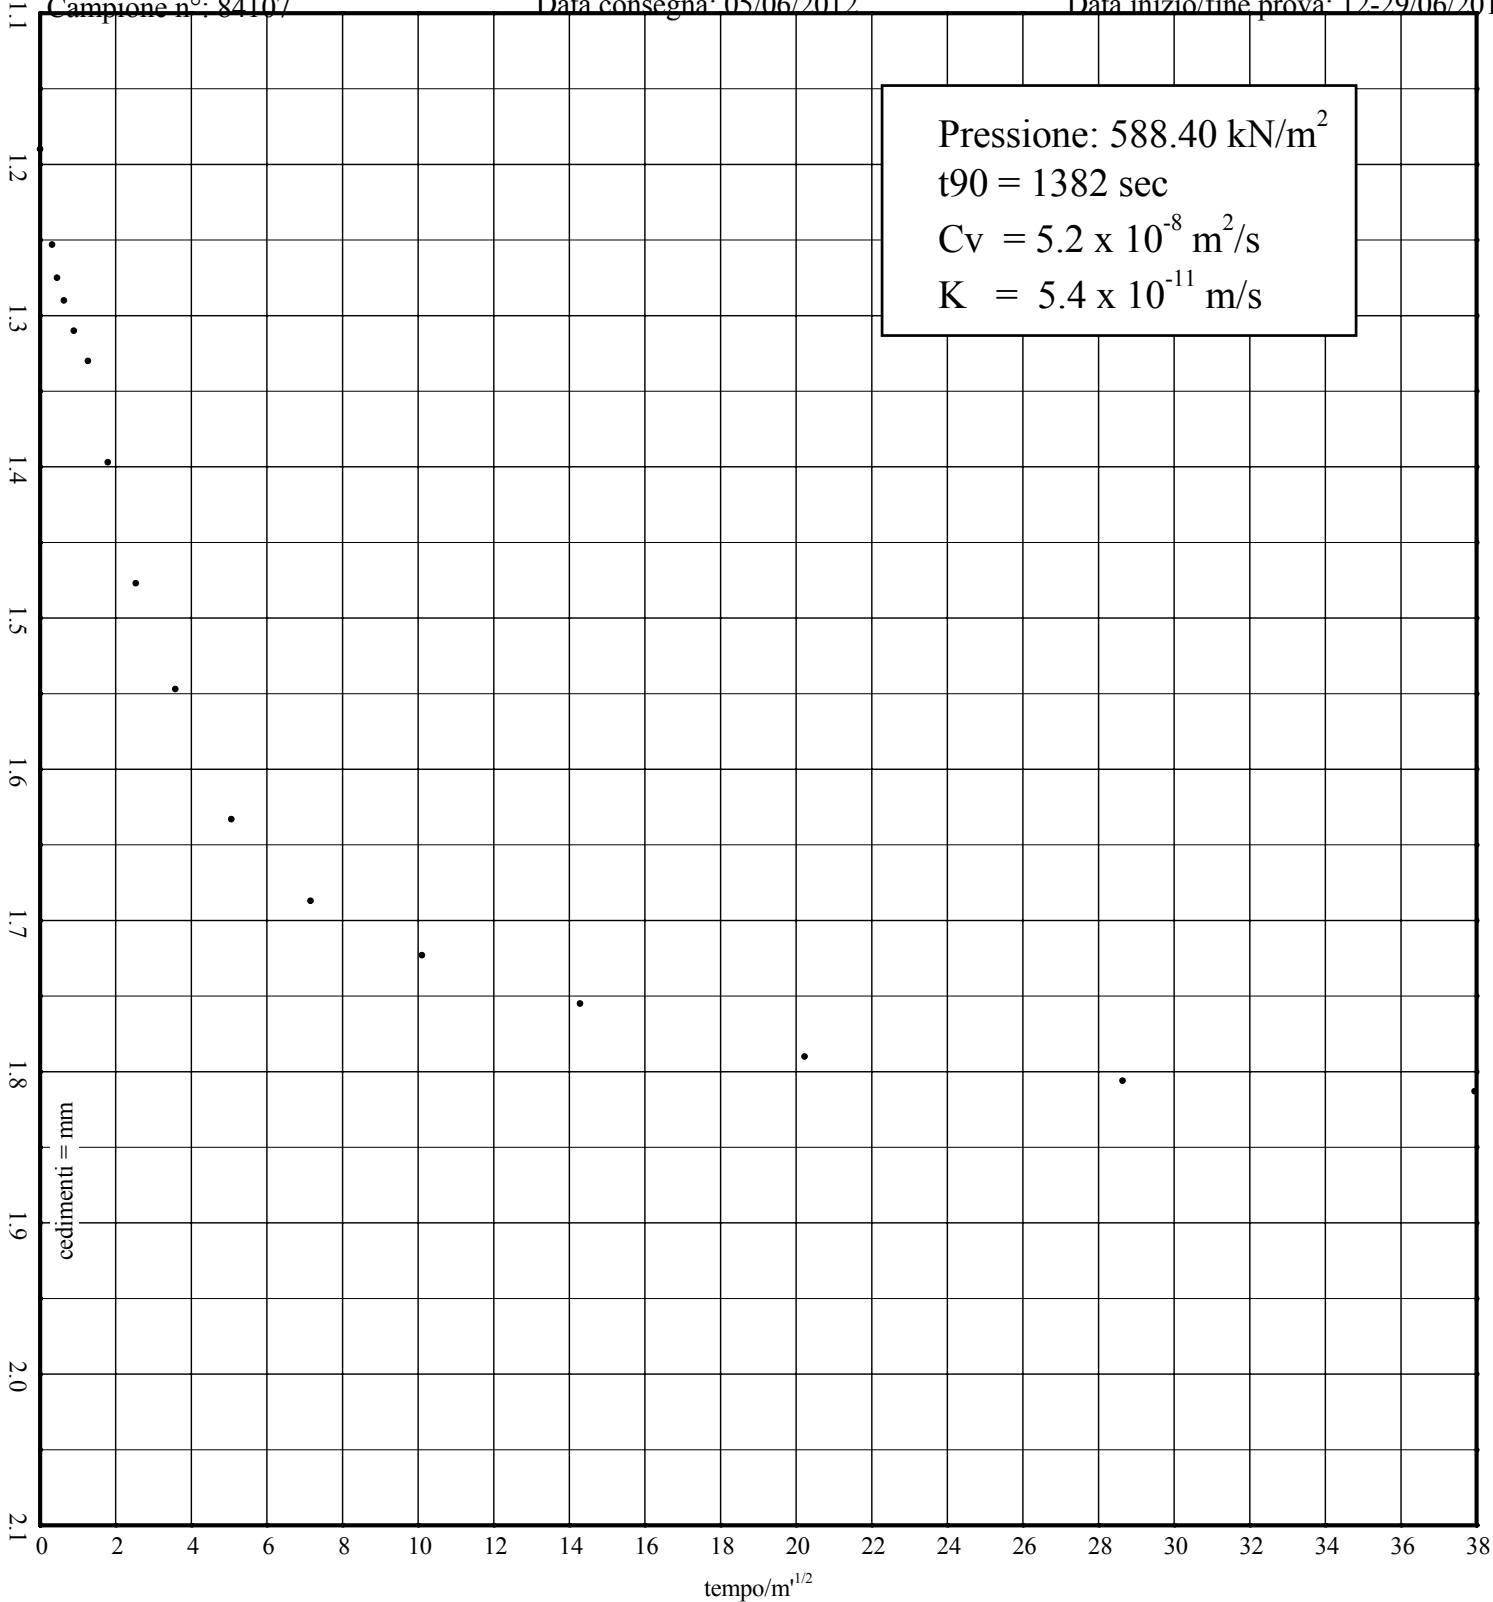 Campione n°: 84107 Data consegna: 05/06/2012 Data inizio/fine prova: 12-29/06/201
1.1
1.2
1.3
1.4
1.5
1.6
1.7
1.8
1.9
2.0
2.1
Pressione: 588.40 kN/m²
t90 = 1382 sec
Cv = 5.2 x 10⁻⁸ m²/s
K = 5.4 x 10⁻¹¹ m/s
cedimenti = mm
0 2 4 6 8 10 12 14 16 18 20 22 24 26 28 30 32 34 36 38
tempo/m'¹ᐟ²